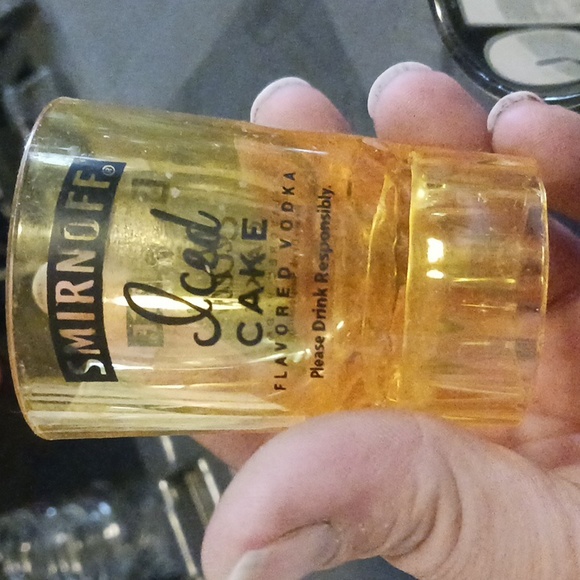 SMIRNOFF®
Iced
CAKE
FLAVORED VODKA
Please Drink Responsibly.